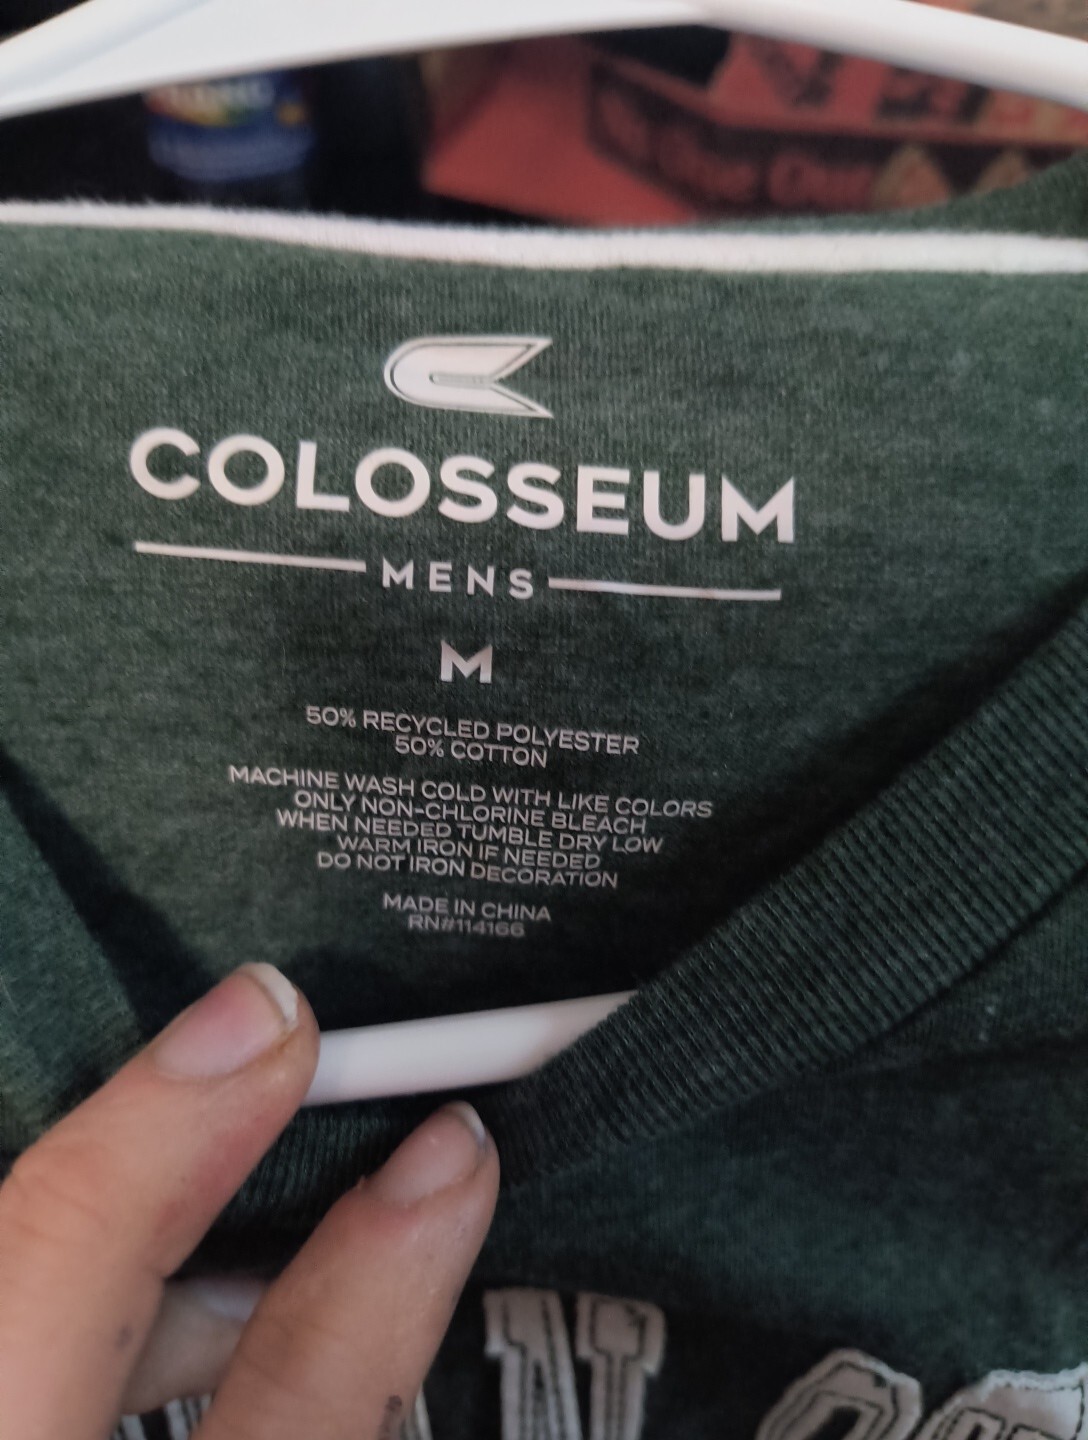 COLOSSEUM
MENS
M
50% RECYCLED POLYESTER
50% COTTON
MACHINE WASH COLD WITH LIKE COLORS
ONLY NON-CHLORINE BLEACH
WHEN NEEDED TUMBLE DRY LOW
WARM IRON IF NEEDED
DO NOT IRON DECORATION
MADE IN CHINA
RN#114166